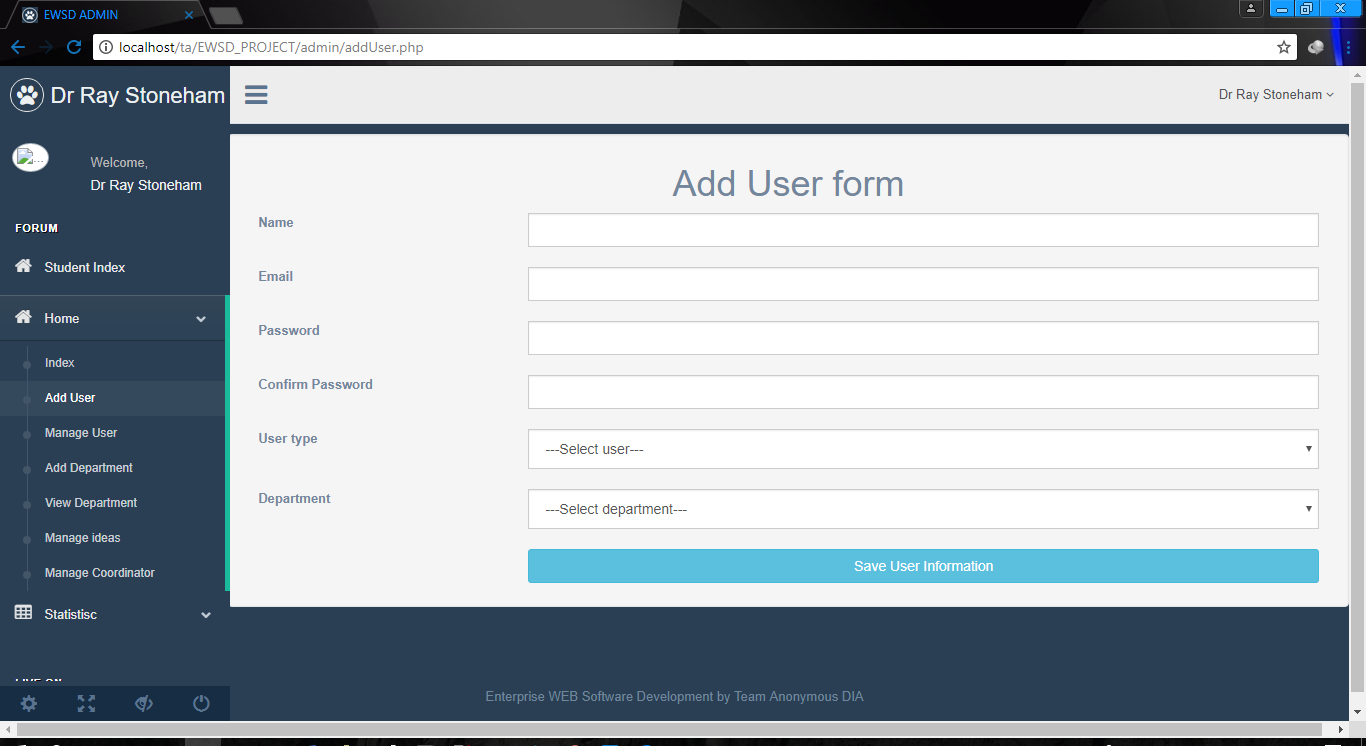 EWSD ADMIN
localhost/ta/EWSD_PROJECT/admin/addUser.php
Dr Ray Stoneham
Dr Ray Stoneham
Welcome,
Dr Ray Stoneham
FORUM
Student Index
Home
Index
Add User
Manage User
Add Department
View Department
Manage ideas
Manage Coordinator
Statistisc
LIVE ON
Add User form
Name
Email
Password
Confirm Password
User type
---Select user---
Department
---Select department---
Save User Information
Enterprise WEB Software Development by Team Anonymous DIA